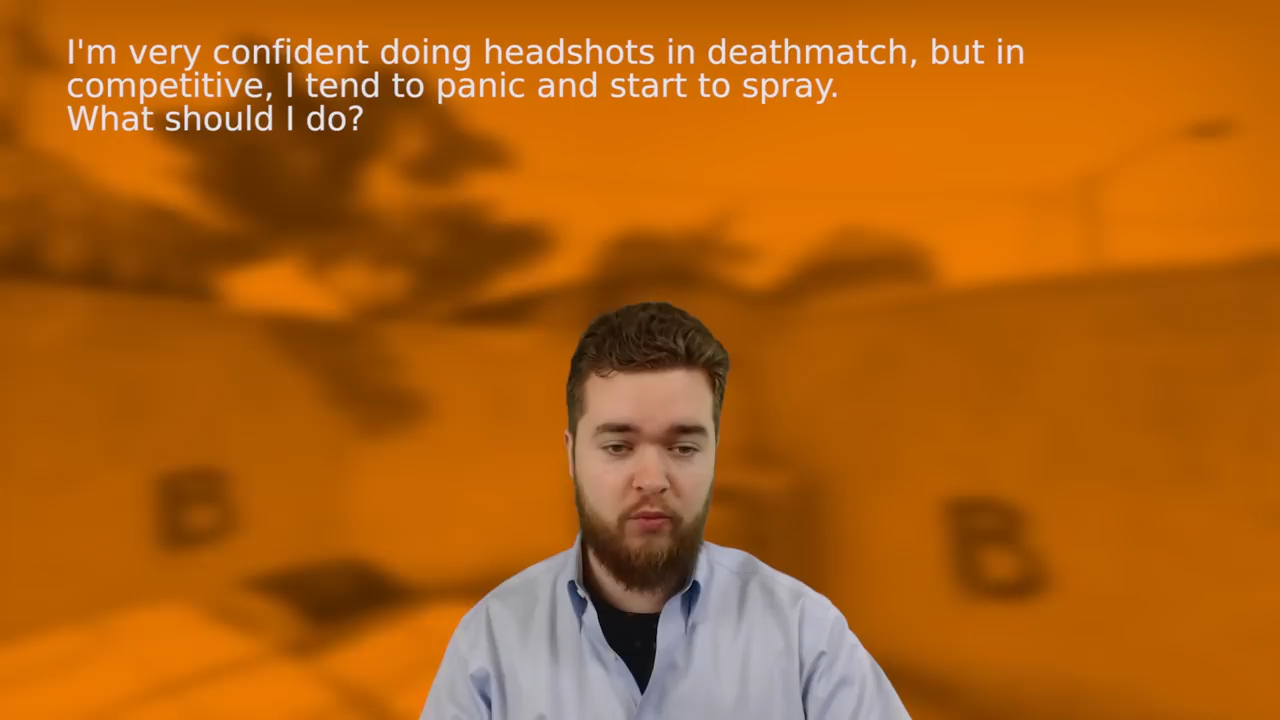 I'm very confident doing headshots in deathmatch, but in
competitive, I tend to panic and start to spray.
What should I do?
B
B